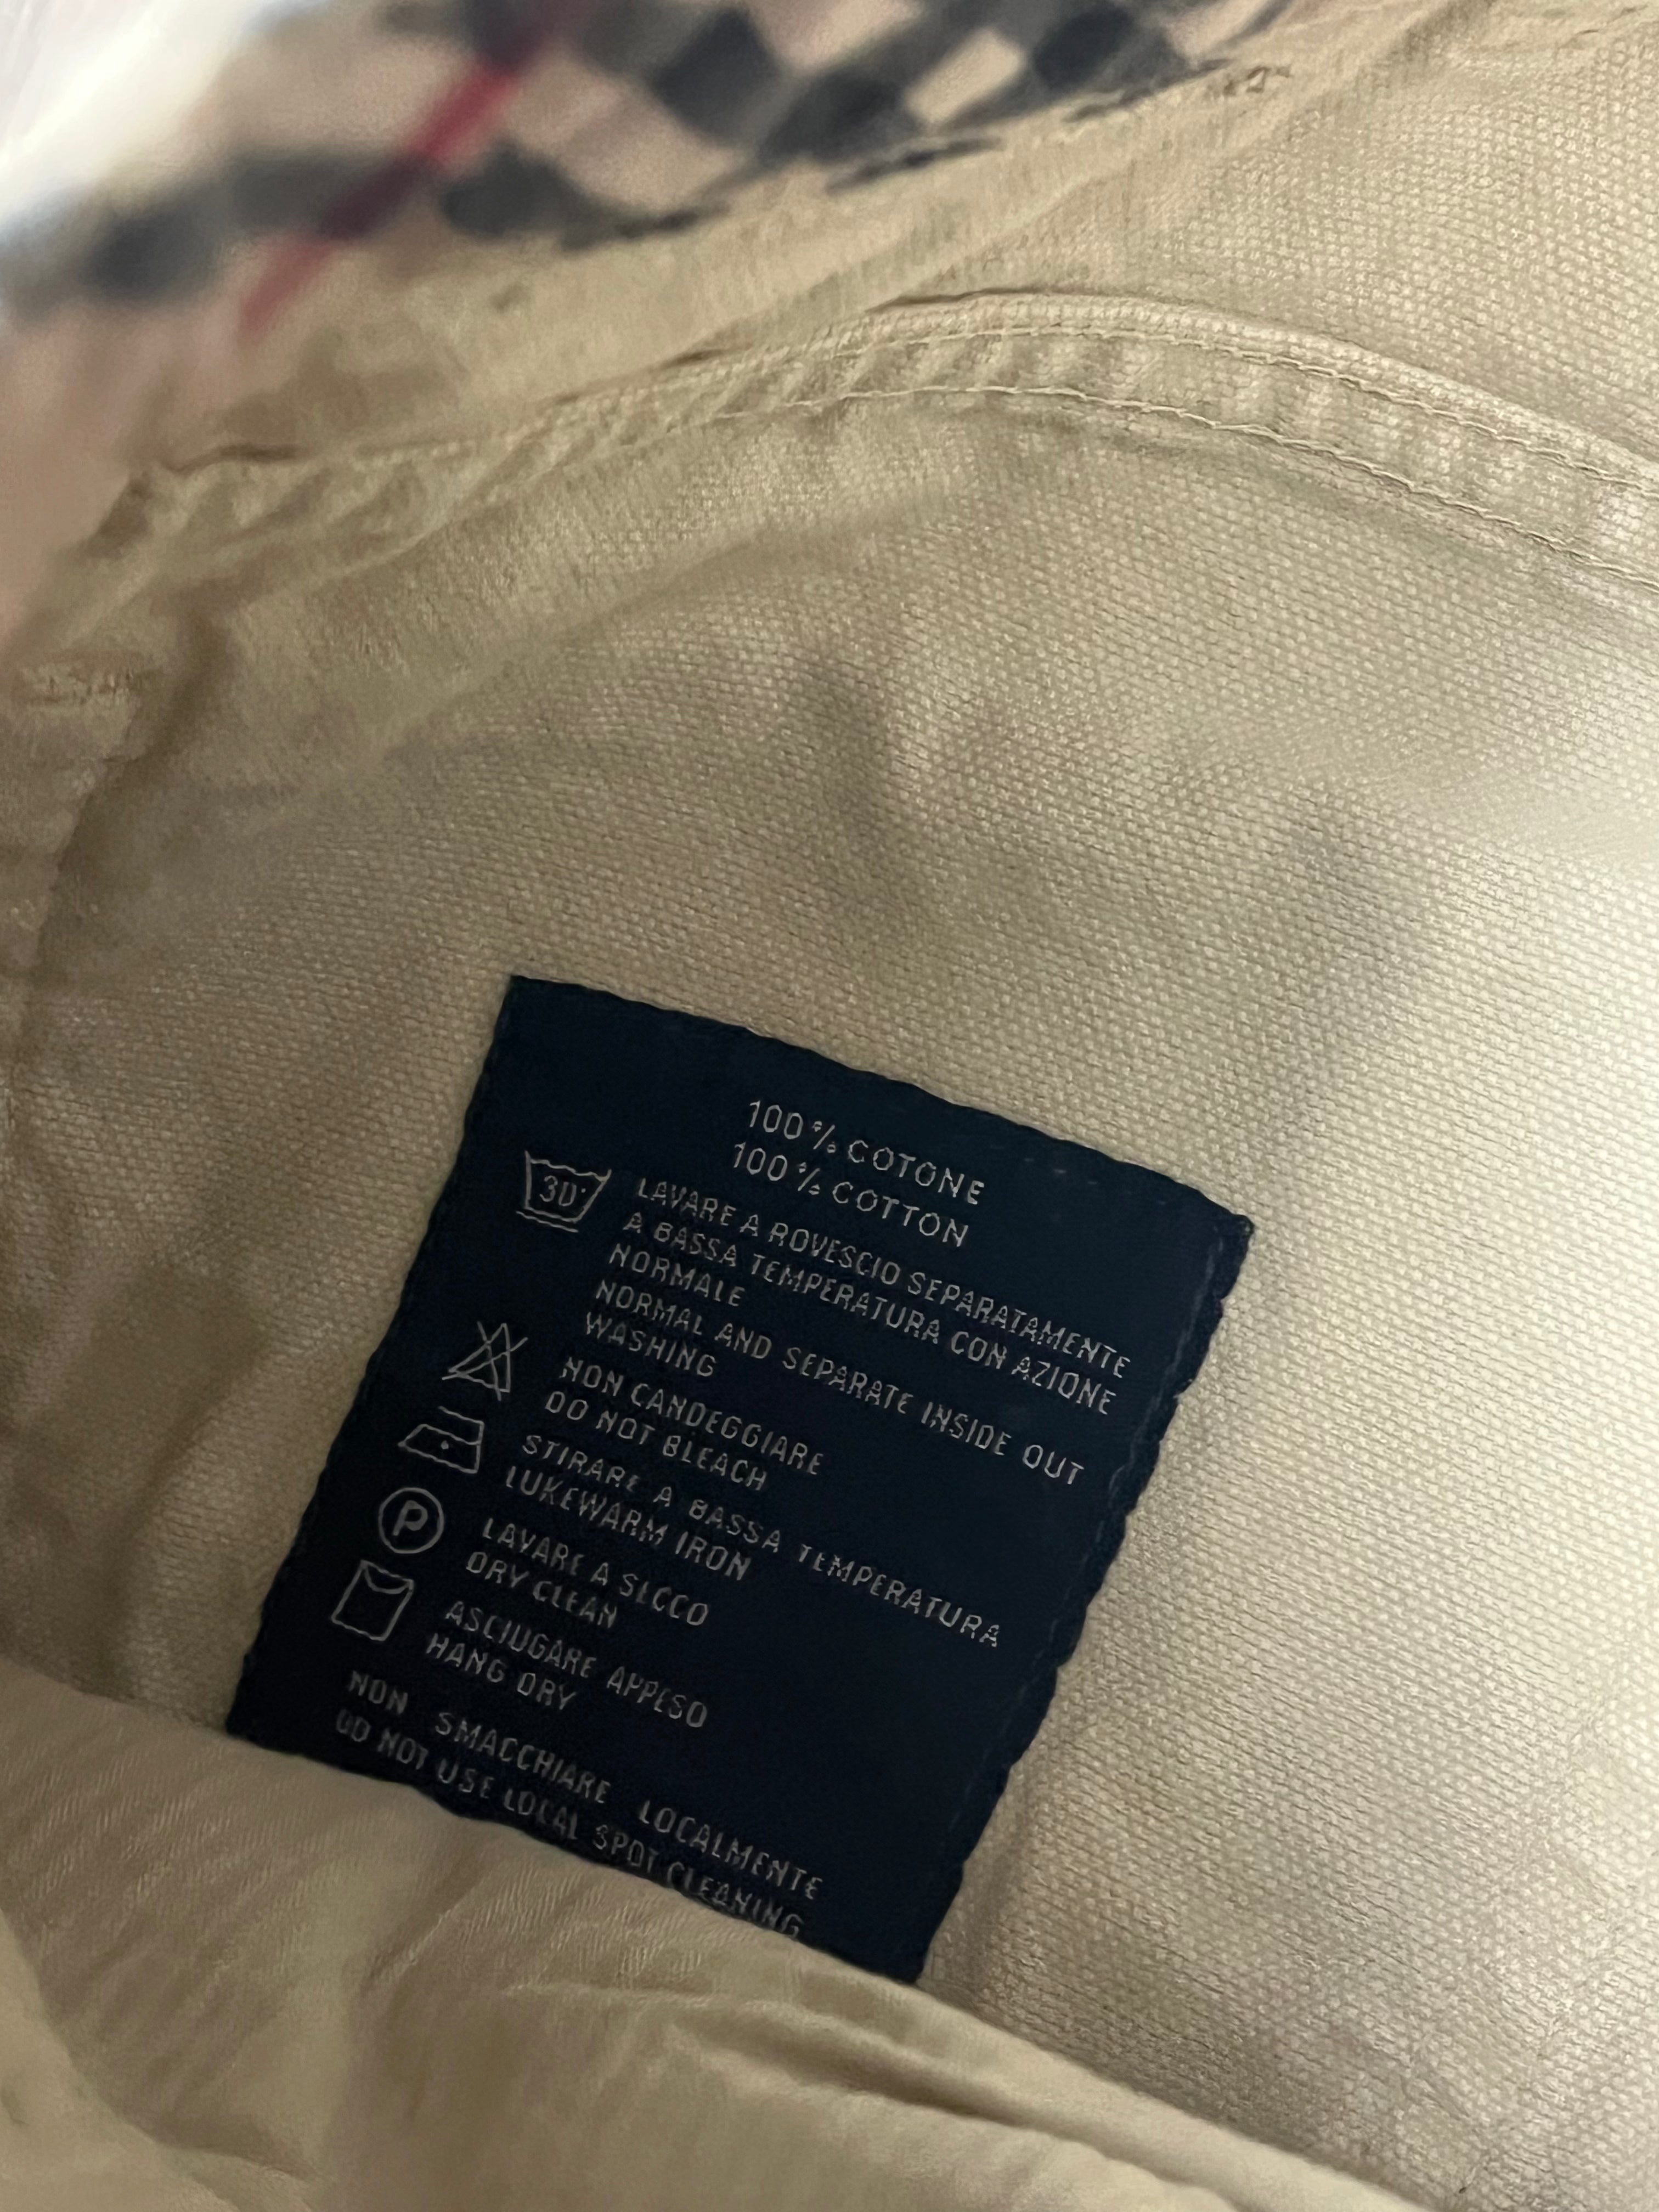 100% COTONE
100% COTTON
30° LAVARE A ROVESCIO SEPARATAMENTE
A BASSA TEMPERATURA CON AZIONE
NORMALE
NORMAL AND SEPARATE INSIDE OUT
WASHING
NON CANDEGGIARE
DO NOT BLEACH
STIRARE A BASSA TEMPERATURA
LUKEWARM IRON
P LAVARE A SECCO
DRY CLEAN
ASCIUGARE APPESO
HANG DRY
NON SMACCHIARE LOCALMENTE
DO NOT USE LOCAL SPOT CLEANING